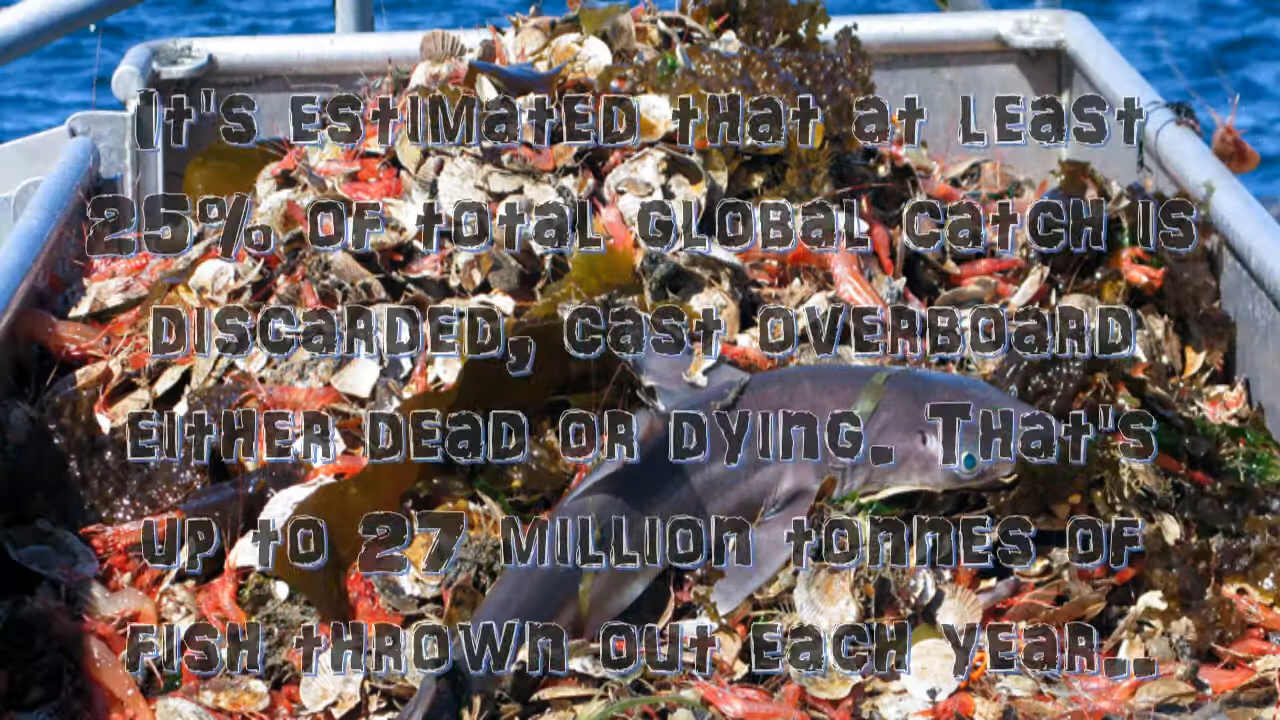 It's estimated that at least
25% of total global catch is
discarded, cast overboard
either dead or dying. That's
up to 27 million tonnes of
fish thrown out each year..